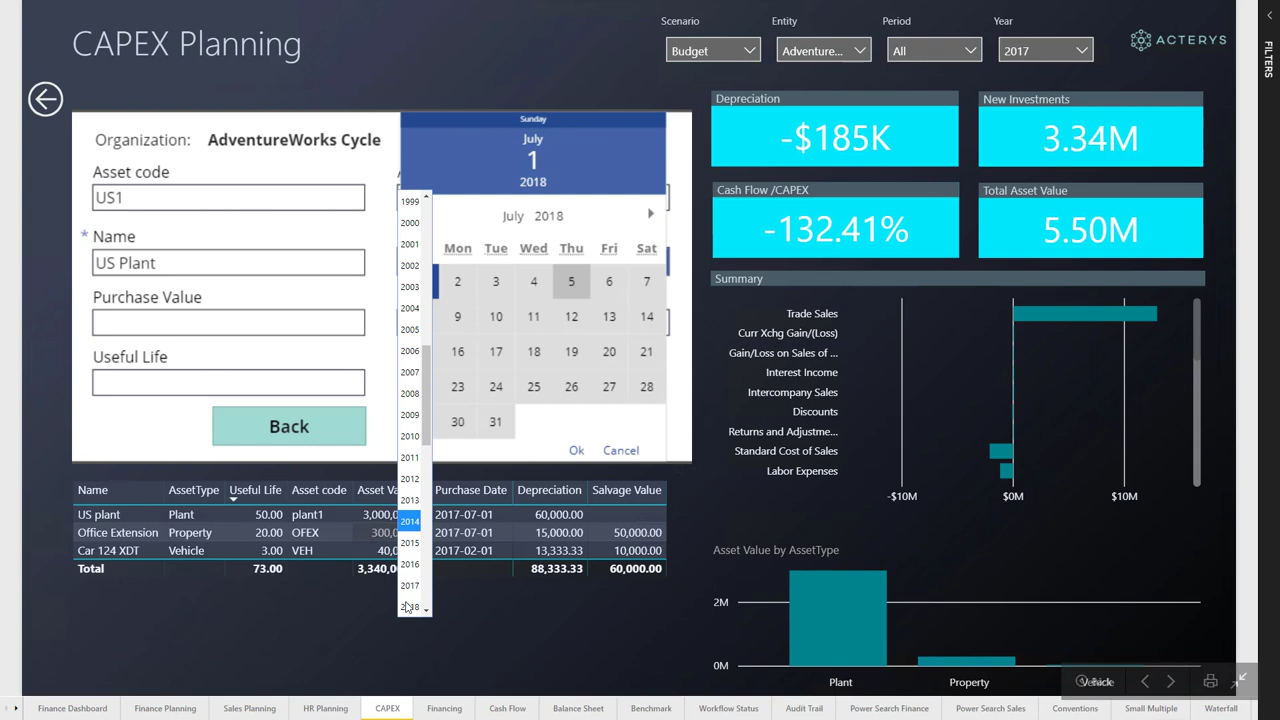 CAPEX Planning
Scenario
Entity
Period
Year
Budget
Adventure...
All
2017
ACTERYS
FILTERS
Organization: AdventureWorks Cycle
Asset code
US1
* Name
US Plant
Purchase Value
Useful Life
Back
Sunday
July
1
2018
July 2018
Mon Tue Wed Thu Fri Sat
2 3 4 5 6 7
9 10 11 12 13 14
16 17 18 19 20 21
23 24 25 26 27 28
30 31
Ok Cancel
1999
2000
2001
2002
2003
2004
2005
2006
2007
2008
2009
2010
2011
2012
2013
2014
2015
2016
2017
2018
Depreciation
-$185K
New Investments
3.34M
Cash Flow /CAPEX
-132.41%
Total Asset Value
5.50M
Summary
Trade Sales
Curr Xchg Gain/(Loss)
Gain/Loss on Sales of ...
Interest Income
Intercompany Sales
Discounts
Returns and Adjustme...
Standard Cost of Sales
Labor Expenses
-$10M $0M $10M
Name AssetType Useful Life Asset code Asset Va Purchase Date Depreciation Salvage Value
US plant Plant 50.00 plant1 3,000, 2017-07-01 60,000.00
Office Extension Property 20.00 OFEX 300, 2017-07-01 15,000.00 50,000.00
Car 124 XDT Vehicle 3.00 VEH 40, 2017-02-01 13,333.33 10,000.00
Total 73.00 3,340, 88,333.33 60,000.00
Asset Value by AssetType
2M
0M
Plant Property Vehicle
Finance Dashboard Finance Planning Sales Planning HR Planning CAPEX Financing Cash Flow Balance Sheet Benchmark Workflow Status Audit Trail Power Search Finance Power Search Sales Conventions Small Multiple Waterfall